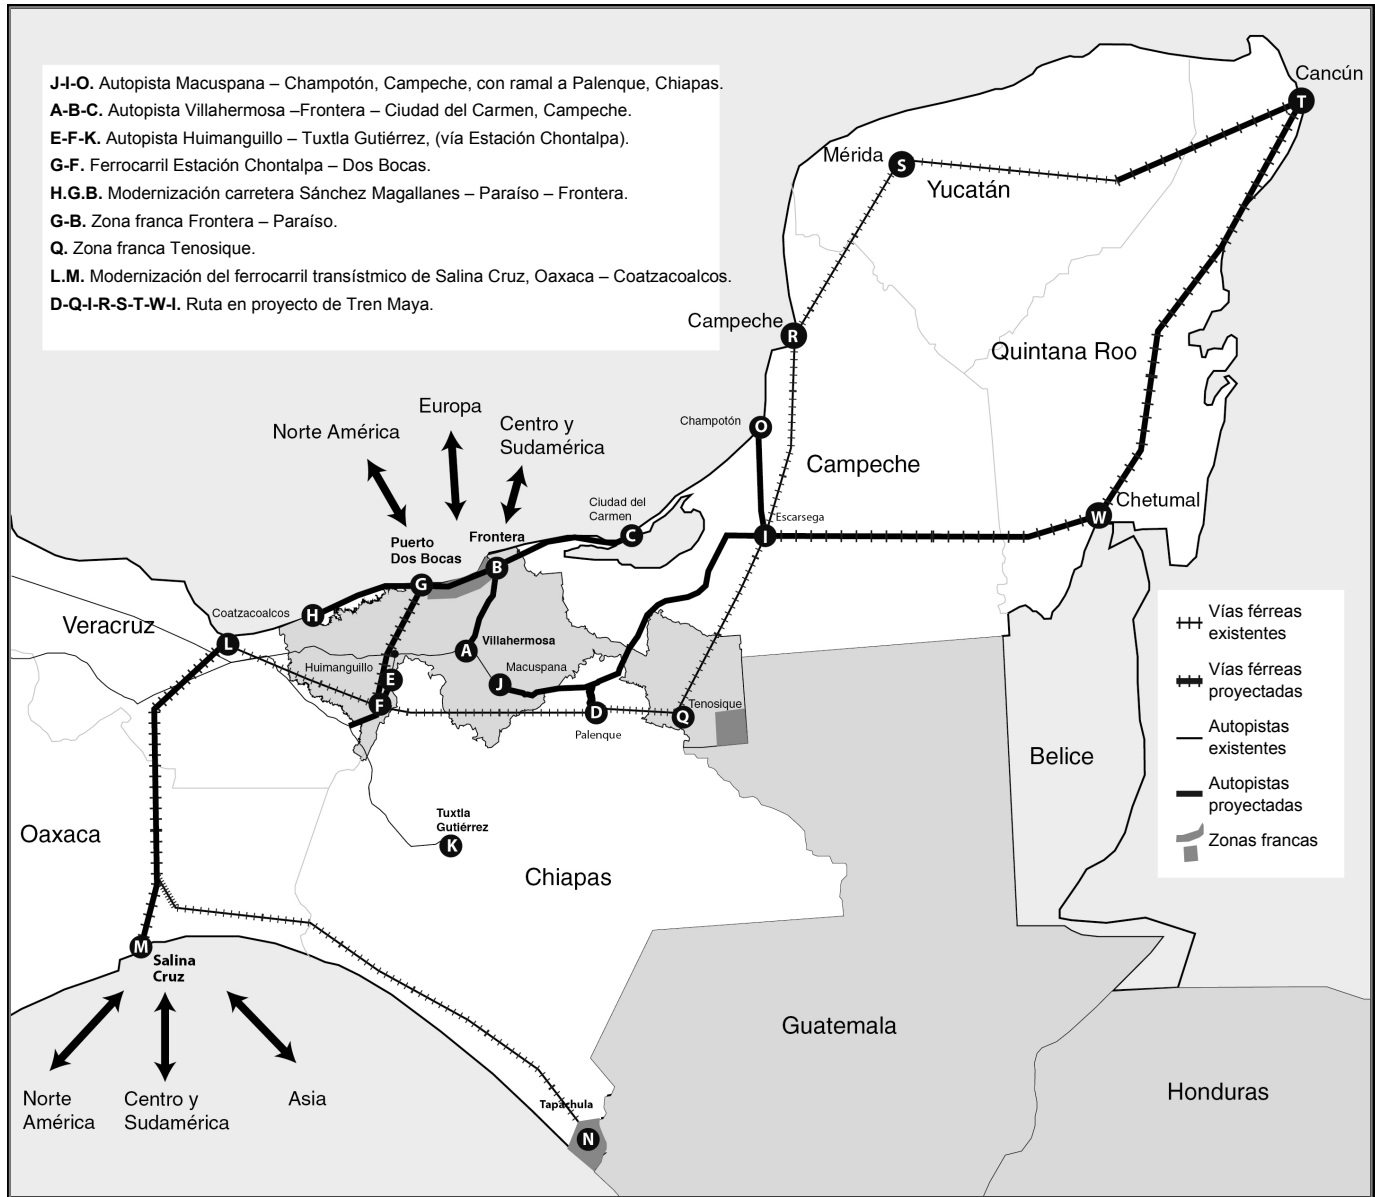 J-I-O. Autopista Macuspana – Champotón, Campeche, con ramal a Palenque, Chiapas.
A-B-C. Autopista Villahermosa –Frontera – Ciudad del Carmen, Campeche.
E-F-K. Autopista Huimanguillo – Tuxtla Gutiérrez, (vía Estación Chontalpa).
G-F. Ferrocarril Estación Chontalpa – Dos Bocas.
H.G.B. Modernización carretera Sánchez Magallanes – Paraíso – Frontera.
G-B. Zona franca Frontera – Paraíso.
Q. Zona franca Tenosique.
L.M. Modernización del ferrocarril transístmico de Salina Cruz, Oaxaca – Coatzacoalcos.
D-Q-I-R-S-T-W-I. Ruta en proyecto de Tren Maya.
Cancún
T
Mérida
S
Yucatán
Campeche
R
Quintana Roo
Europa
Norte América
Centro y
Sudamérica
Champotón
O
Campeche
Ciudad del
Carmen
C
Escarsega
I
Chetumal
W
Puerto
Dos Bocas
G
Frontera
B
Coatzacoalcos
H
L
Veracruz
Villahermosa
A
Huimanguillo
E
F
Macuspana
J
D
Palenque
Tenosique
Q
Vías férreas
existentes
Vías férreas
proyectadas
Autopistas
existentes
Autopistas
proyectadas
Zonas francas
Belice
Oaxaca
Tuxtla
Gutiérrez
K
Chiapas
M
Salina
Cruz
Guatemala
Honduras
Norte
América
Centro y
Sudamérica
Asia
Tapachula
N